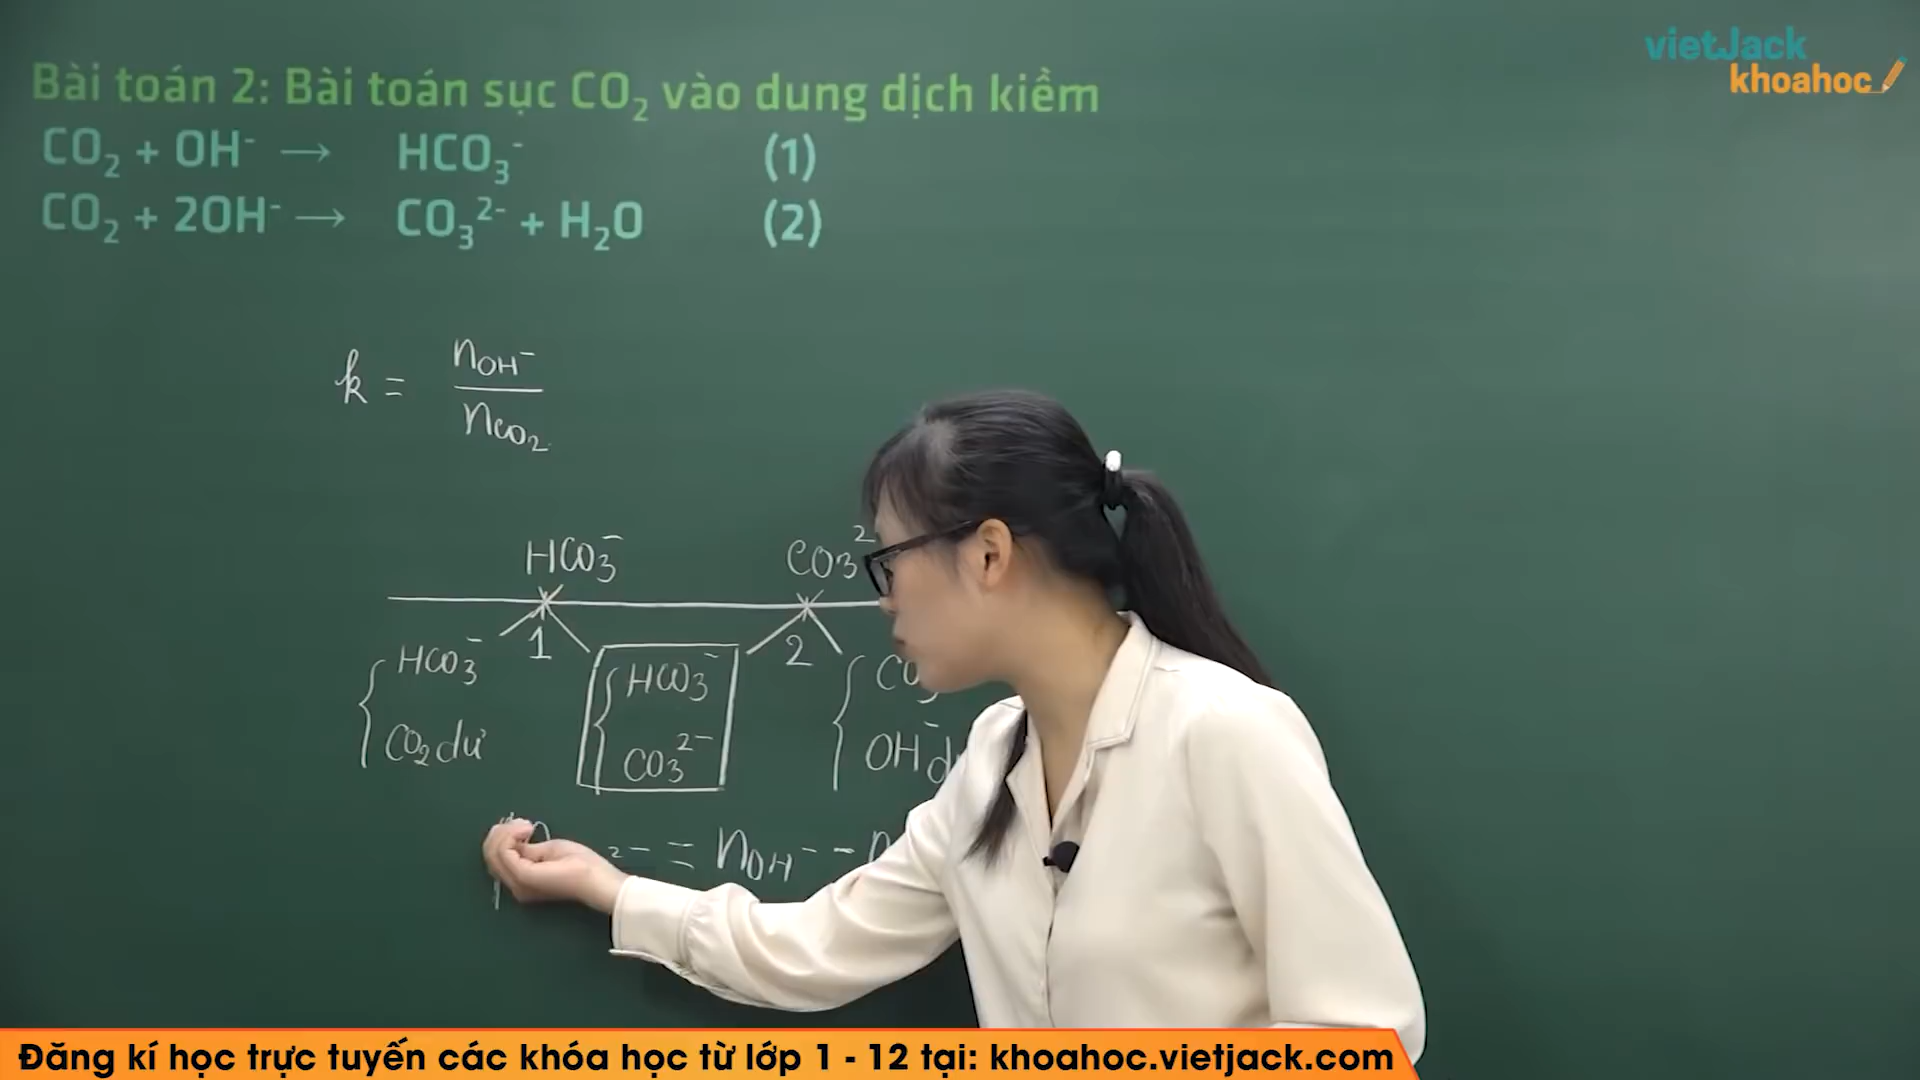 vietJack
khoahoc
Bài toán 2: Bài toán sục CO₂ vào dung dịch kiềm
CO₂ + OH⁻ → HCO₃⁻ (1)
CO₂ + 2OH⁻ → CO₃²⁻ + H₂O (2)
k = nOH⁻ / nCO₂
HCO₃⁻ CO₃²
1 2
HCO₃⁻ HCO₃⁻
CO₂ dư CO₃²⁻ OH⁻
²⁻ = nOH⁻ -
Đăng kí học trực tuyến các khóa học từ lớp 1 - 12 tại: khoahoc.vietjack.com